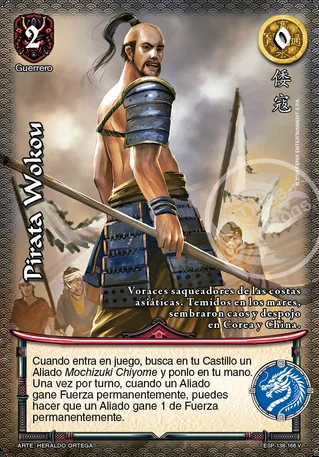 2
0
Guerrero
倭
寇
Pirata Wokou
Voraces saqueadores de las costas
asiáticas. Temidos en los mares,
sembraron caos y despojo
en Corea y China.
Cuando entra en juego, busca en tu Castillo un
Aliado Mochizuki Chiyome y ponlo en tu mano.
Una vez por turno, cuando un Aliado
gane Fuerza permanentemente, puedes
hacer que un Aliado gane 1 de Fuerza
permanentemente.
ARTE: HERALDO ORTEGA
ESP-138-166 V